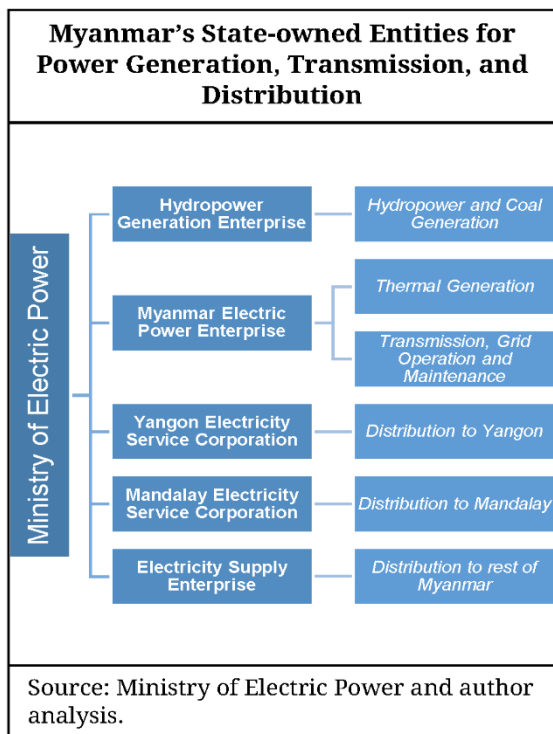 Myanmar's State-owned Entities for
Power Generation, Transmission, and
Distribution
Ministry of Electric Power
Hydropower
Generation Enterprise
Hydropower and Coal
Generation
Myanmar Electric
Power Enterprise
Thermal Generation
Transmission, Grid
Operation and
Maintenance
Yangon Electricity
Service Corporation
Distribution to Yangon
Mandalay Electricity
Service Corporation
Distribution to Mandalay
Electricity Supply
Enterprise
Distribution to rest of
Myanmar
Source: Ministry of Electric Power and author
analysis.